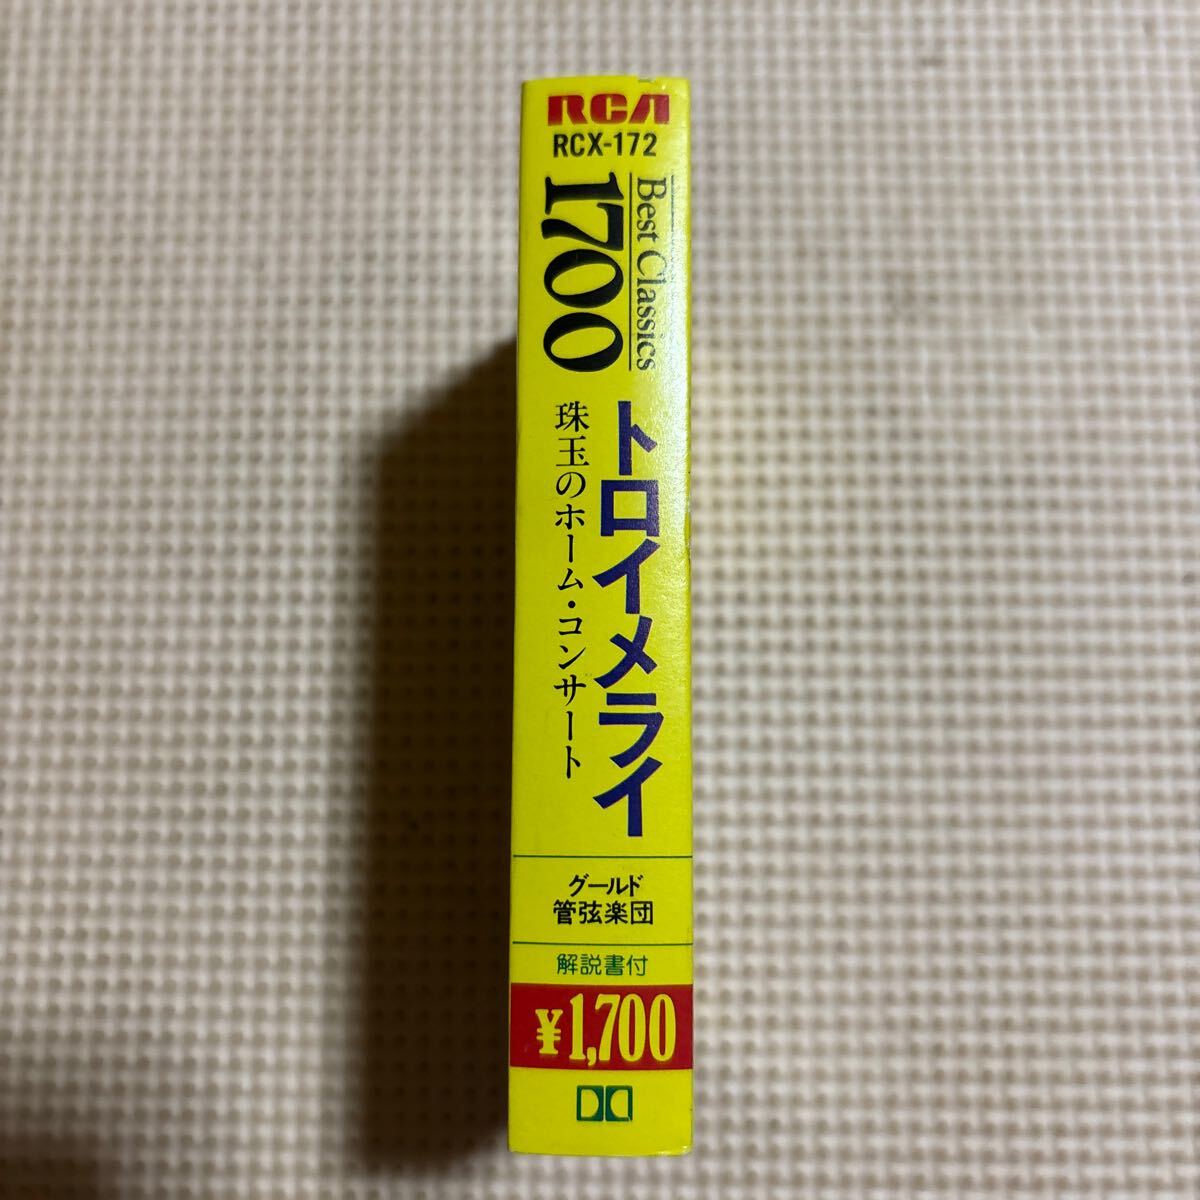 RCA
RCX-172
Best Classics
1700
トロイメライ
珠玉のホーム・コンサート
グールド
管弦楽団
解説書付
¥1,700